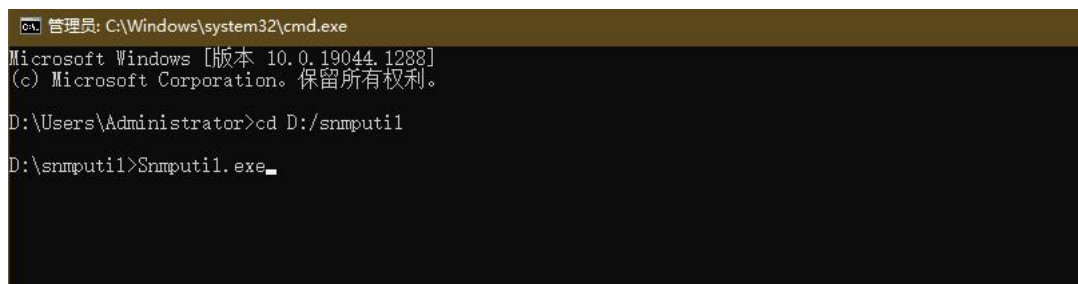 管理员: C:\Windows\system32\cmd.exe
Microsoft Windows [版本 10.0.19044.1288]
(c) Microsoft Corporation。保留所有权利。
D:\Users\Administrator>cd D:/snmputil
D:\snmputil>Snmputil.exe